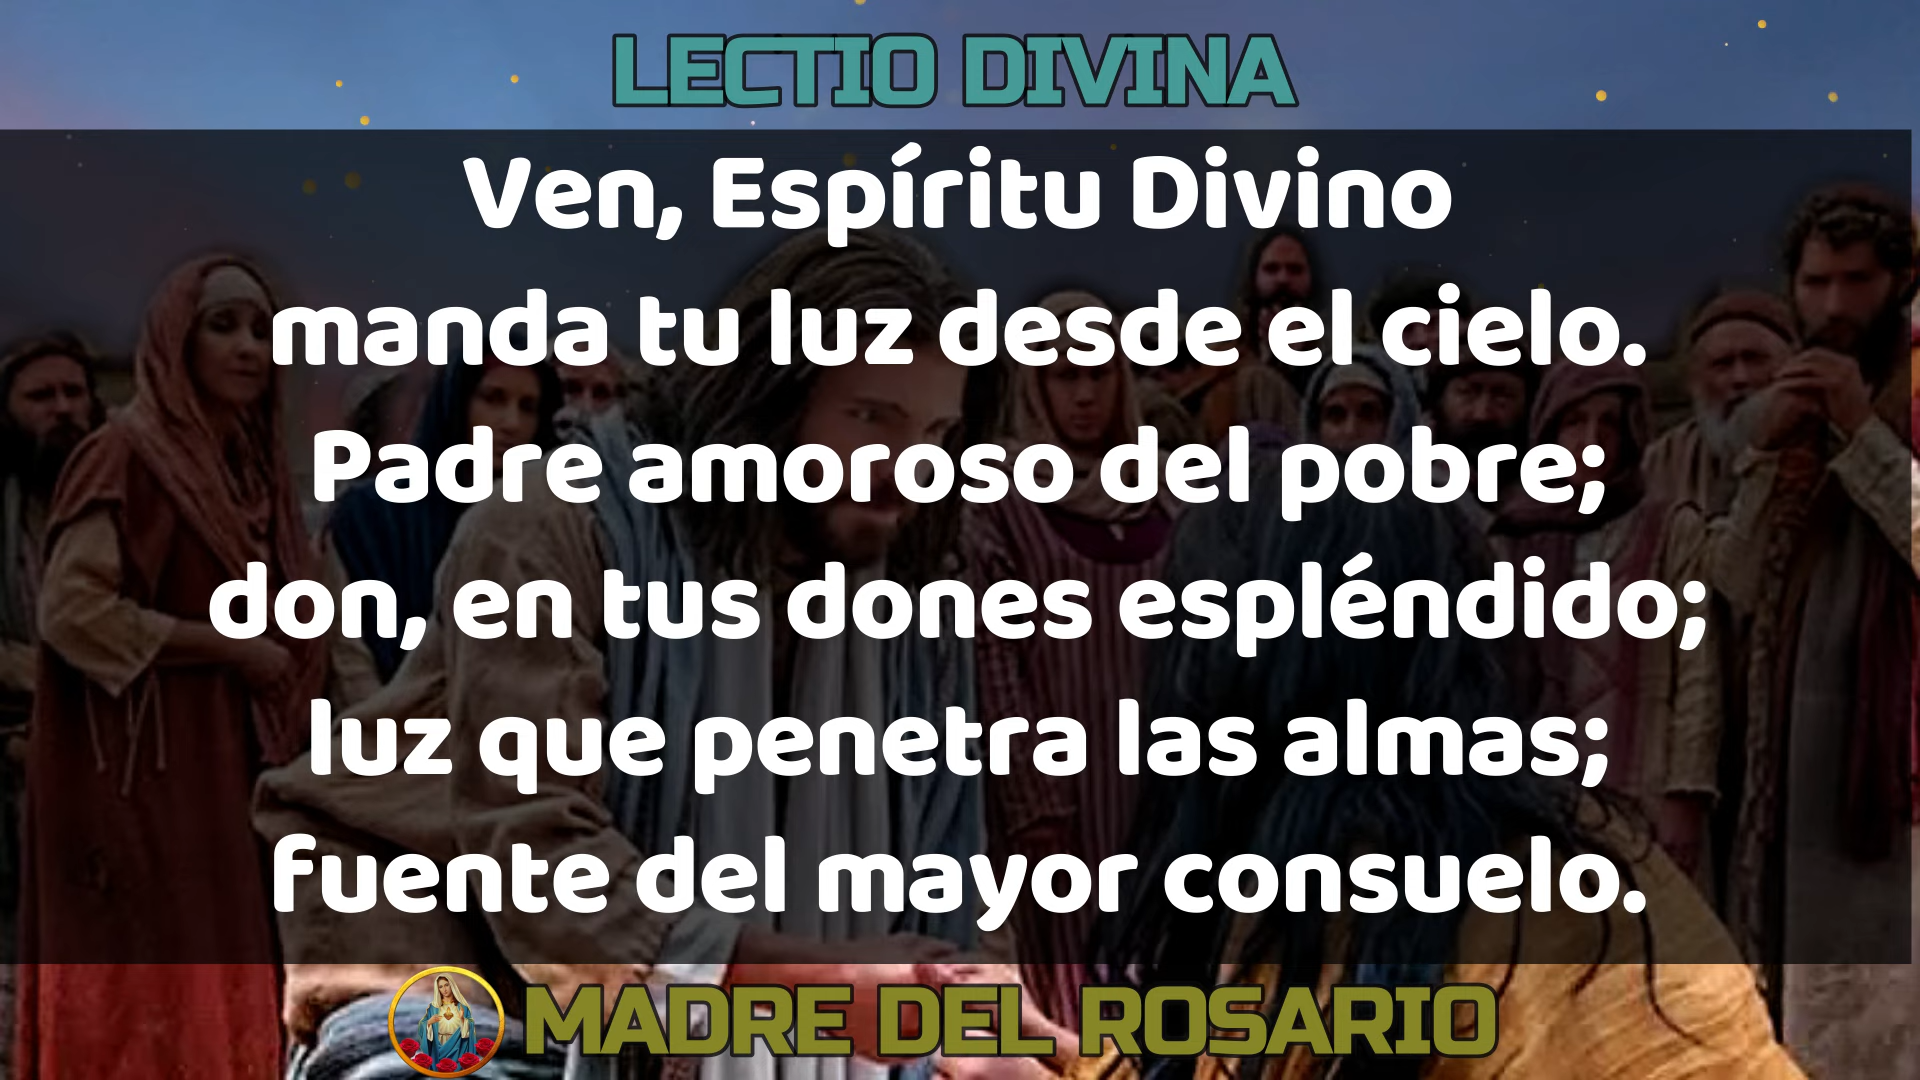 LECTIO DIVINA
Ven, Espíritu Divino
manda tu luz desde el cielo.
Padre amoroso del pobre;
don, en tus dones espléndido;
luz que penetra las almas;
fuente del mayor consuelo.
MADRE DEL ROSARIO